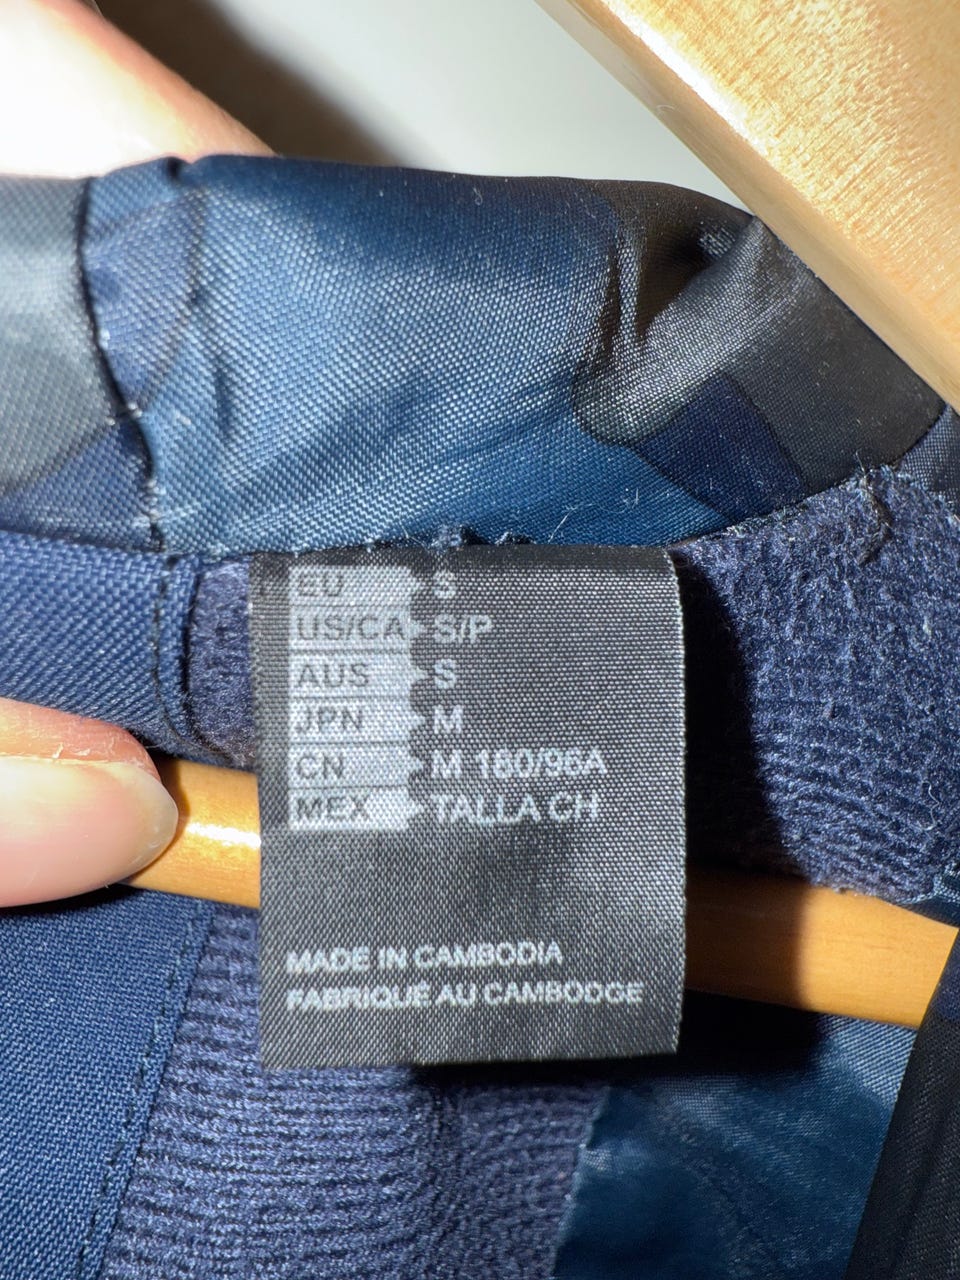 EU S
US/CA S/P
AUS S
JPN M
CN M 160/96A
MEX TALLA CH
MADE IN CAMBODIA
FABRIQUÉ AU CAMBODGE